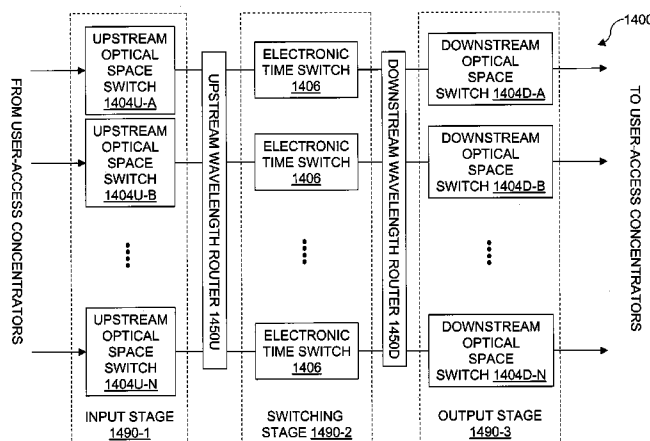 1400
FROM USER-ACCESS CONCENTRATORS
UPSTREAM
OPTICAL
SPACE
SWITCH
1404U-A
UPSTREAM
OPTICAL
SPACE
SWITCH
1404U-B
UPSTREAM
OPTICAL
SPACE
SWITCH
1404U-N
INPUT STAGE
1490-1
UPSTREAM WAVELENGTH ROUTER 1450U
ELECTRONIC
TIME SWITCH
1406
ELECTRONIC
TIME SWITCH
1406
ELECTRONIC
TIME SWITCH
1406
SWITCHING
STAGE 1490-2
DOWNSTREAM WAVELENGTH ROUTER 1450D
DOWNSTREAM
OPTICAL
SPACE
SWITCH 1404D-A
DOWNSTREAM
OPTICAL
SPACE
SWITCH 1404D-B
DOWNSTREAM
OPTICAL
SPACE
SWITCH 1404D-N
OUTPUT STAGE
1490-3
TO USER-ACCESS CONCENTRATORS